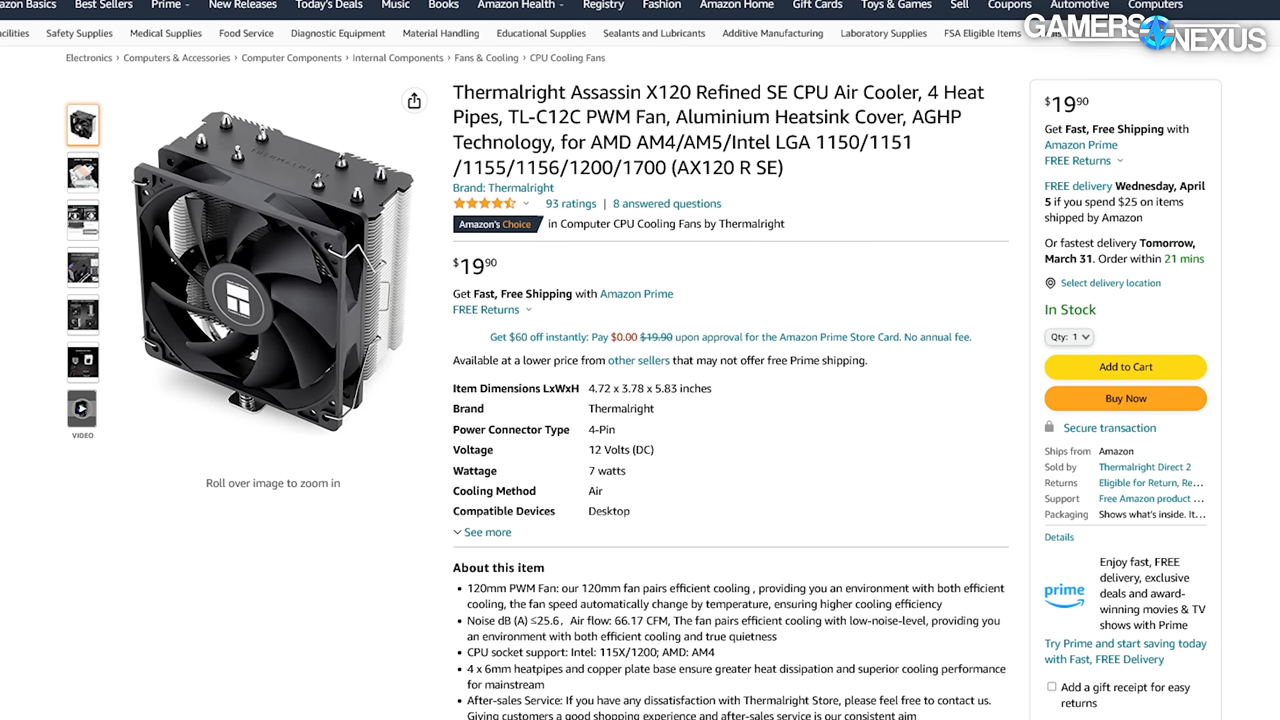 azon Basics Best Sellers Prime New Releases Today's Deals Music Books Amazon Health Registry Fashion Amazon Home Gift Cards Toys & Games Sell Coupons Automotive Computers
cilities Safety Supplies Medical Supplies Food Service Diagnostic Equipment Material Handling Educational Supplies Sealants and Lubricants Additive Manufacturing Laboratory Supplies FSA Eligible Items
GAMERS NEXUS
Electronics › Computers & Accessories › Computer Components › Internal Components › Fans & Cooling › CPU Cooling Fans
THERMALRIGHT
VIDEO
Roll over image to zoom in
Thermalright Assassin X120 Refined SE CPU Air Cooler, 4 Heat
Pipes, TL-C12C PWM Fan, Aluminium Heatsink Cover, AGHP
Technology, for AMD AM4/AM5/Intel LGA 1150/1151
/1155/1156/1200/1700 (AX120 R SE)
Brand: Thermalright
93 ratings | 8 answered questions
Amazon's Choice in Computer CPU Cooling Fans by Thermalright
$19 90
Get Fast, Free Shipping with Amazon Prime
FREE Returns
Get $60 off instantly: Pay $0.00 $19.90 upon approval for the Amazon Prime Store Card. No annual fee.
Available at a lower price from other sellers that may not offer free Prime shipping.
Item Dimensions LxWxH 4.72 x 3.78 x 5.83 inches
Brand Thermalright
Power Connector Type 4-Pin
Voltage 12 Volts (DC)
Wattage 7 watts
Cooling Method Air
Compatible Devices Desktop
See more
About this item
• 120mm PWM Fan: our 120mm fan pairs efficient cooling , providing you an environment with both efficient
cooling, the fan speed automatically change by temperature, ensuring higher cooling efficiency
• Noise dB (A) ≤25.6，Air flow: 66.17 CFM, The fan pairs efficient cooling with low-noise-level, providing you
an environment with both efficient cooling and true quietness
• CPU socket support: Intel: 115X/1200; AMD: AM4
• 4 x 6mm heatpipes and copper plate base ensure greater heat dissipation and superior cooling performance
for mainstream
• After-sales Service: If you have any dissatisfaction with Thermalright Store, please feel free to contact us.
Giving customers a good shopping experience and after-sales service is our consistent aim
$19 90
Get Fast, Free Shipping with
Amazon Prime
FREE Returns
FREE delivery Wednesday, April
5 if you spend $25 on items
shipped by Amazon
Or fastest delivery Tomorrow,
March 31. Order within 21 mins
Select delivery location
In Stock
Qty: 1
Add to Cart
Buy Now
Secure transaction
Ships from Amazon
Sold by Thermalright Direct 2
Returns Eligible for Return, Re...
Support Free Amazon product ...
Packaging Shows what's inside. It...
Details
prime
Enjoy fast, FREE
delivery, exclusive
deals and award-
winning movies & TV
shows with Prime
Try Prime and start saving today
with Fast, FREE Delivery
Add a gift receipt for easy
returns